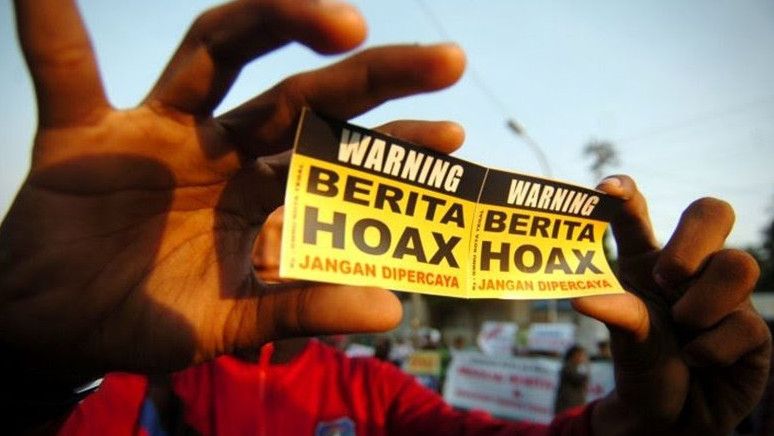 WARNING
BERITA
HOAX
JANGAN DIPERCAYA
WARNING
BERITA
HOAX
JANGAN DIPERCAYA